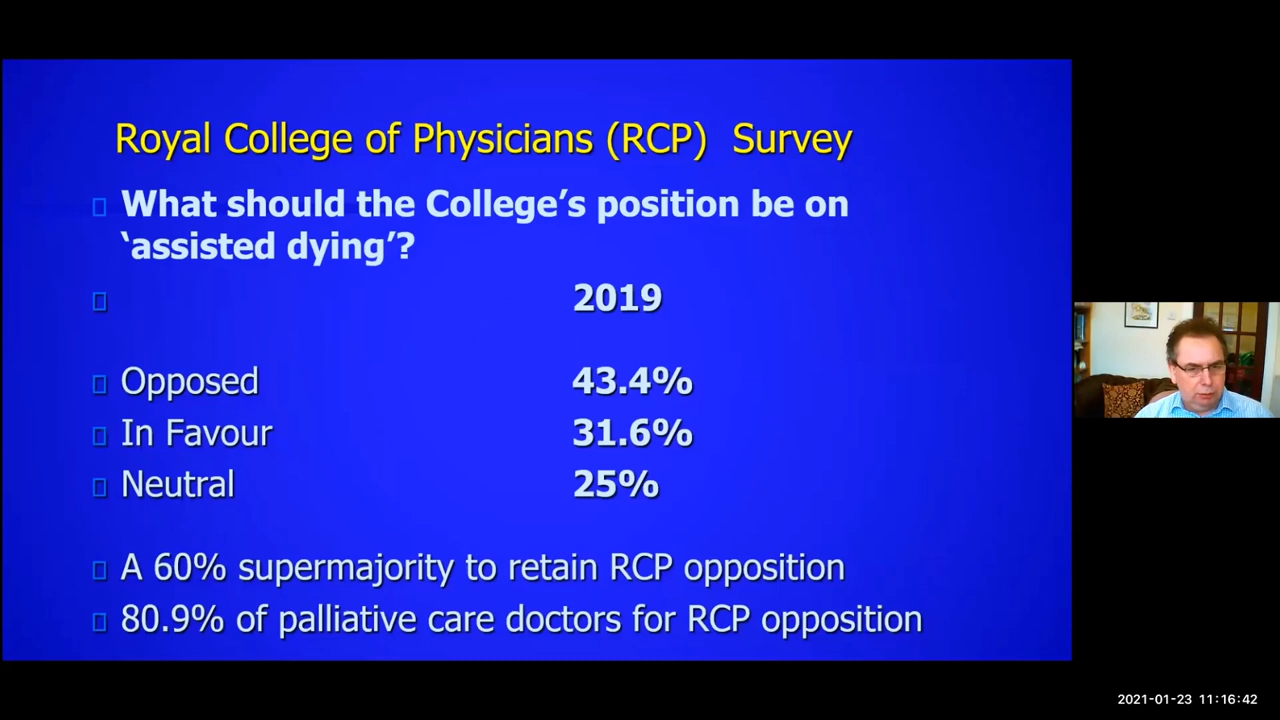 Royal College of Physicians (RCP) Survey
What should the College's position be on
‘assisted dying’?
2019
Opposed 43.4%
In Favour 31.6%
Neutral 25%
A 60% supermajority to retain RCP opposition
80.9% of palliative care doctors for RCP opposition
2021-01-23 11:16:42